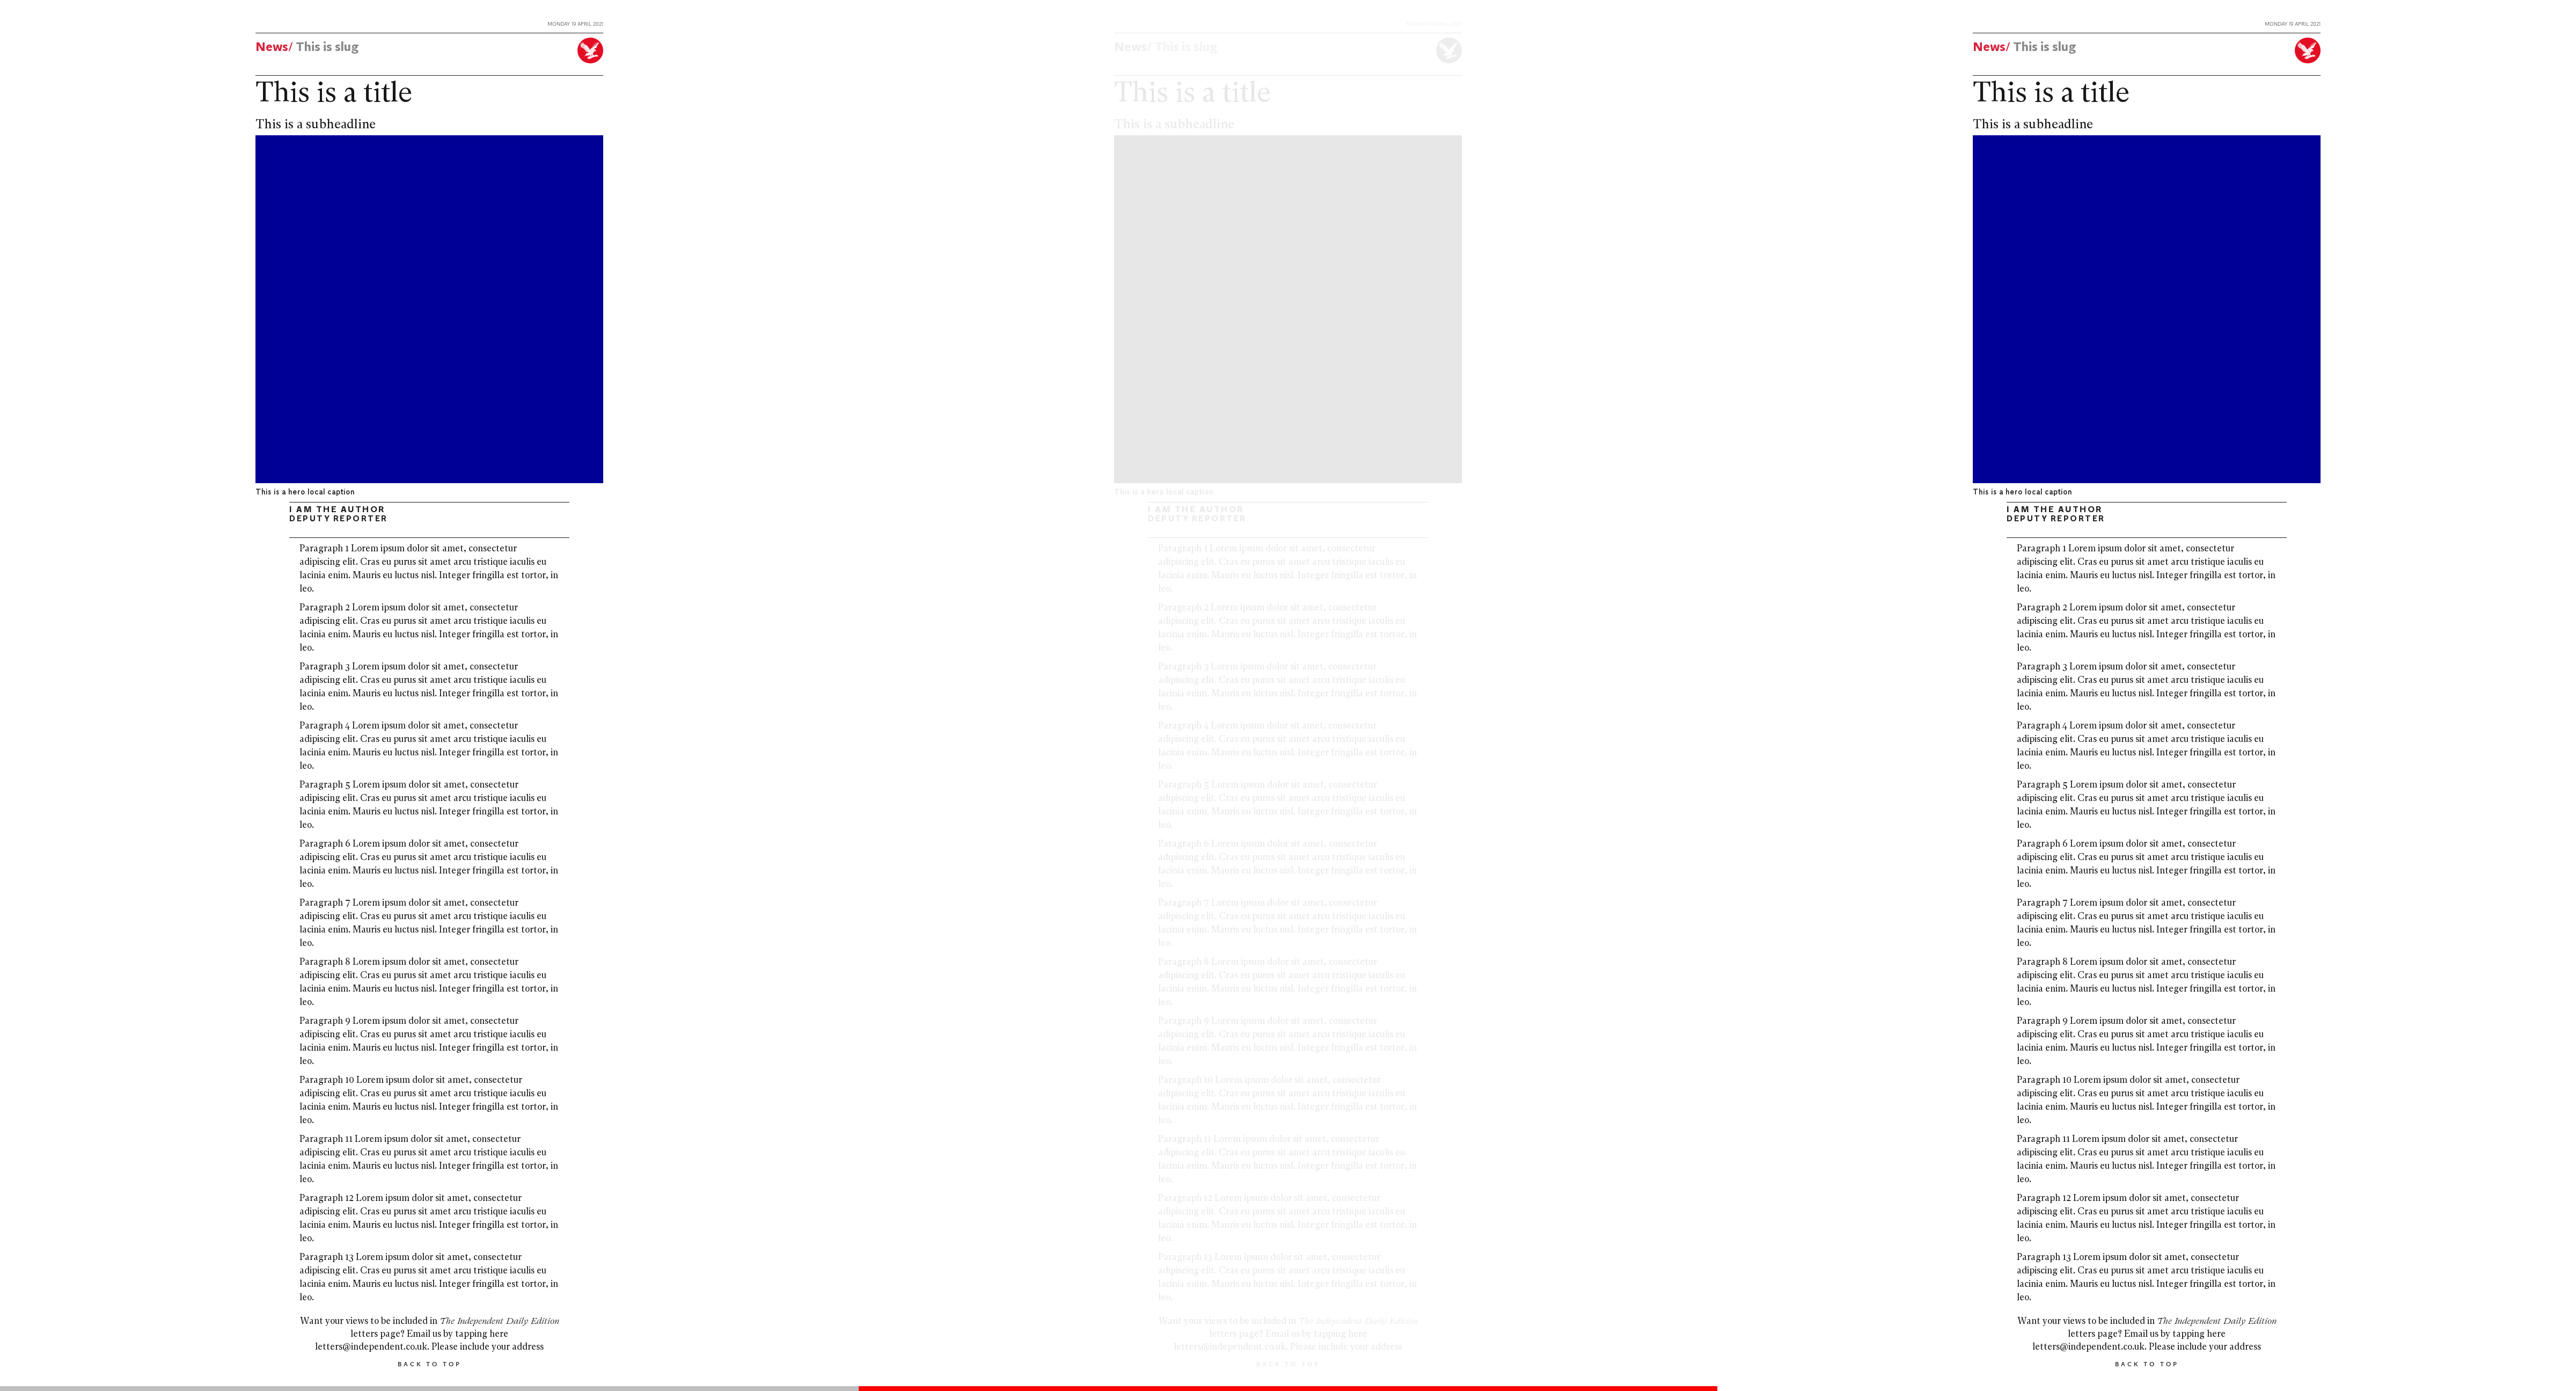 MONDAY 19 APRIL 2021
News/ This is slug
This is a title
This is a subheadline
This is a hero local caption
I AM THE AUTHOR
DEPUTY REPORTER
Paragraph 1 Lorem ipsum dolor sit amet, consectetur
adipiscing elit. Cras eu purus sit amet arcu tristique iaculis eu
lacinia enim. Mauris eu luctus nisl. Integer fringilla est tortor, in
leo.
Paragraph 2 Lorem ipsum dolor sit amet, consectetur
adipiscing elit. Cras eu purus sit amet arcu tristique iaculis eu
lacinia enim. Mauris eu luctus nisl. Integer fringilla est tortor, in
leo.
Paragraph 3 Lorem ipsum dolor sit amet, consectetur
adipiscing elit. Cras eu purus sit amet arcu tristique iaculis eu
lacinia enim. Mauris eu luctus nisl. Integer fringilla est tortor, in
leo.
Paragraph 4 Lorem ipsum dolor sit amet, consectetur
adipiscing elit. Cras eu purus sit amet arcu tristique iaculis eu
lacinia enim. Mauris eu luctus nisl. Integer fringilla est tortor, in
leo.
Paragraph 5 Lorem ipsum dolor sit amet, consectetur
adipiscing elit. Cras eu purus sit amet arcu tristique iaculis eu
lacinia enim. Mauris eu luctus nisl. Integer fringilla est tortor, in
leo.
Paragraph 6 Lorem ipsum dolor sit amet, consectetur
adipiscing elit. Cras eu purus sit amet arcu tristique iaculis eu
lacinia enim. Mauris eu luctus nisl. Integer fringilla est tortor, in
leo.
Paragraph 7 Lorem ipsum dolor sit amet, consectetur
adipiscing elit. Cras eu purus sit amet arcu tristique iaculis eu
lacinia enim. Mauris eu luctus nisl. Integer fringilla est tortor, in
leo.
Paragraph 8 Lorem ipsum dolor sit amet, consectetur
adipiscing elit. Cras eu purus sit amet arcu tristique iaculis eu
lacinia enim. Mauris eu luctus nisl. Integer fringilla est tortor, in
leo.
Paragraph 9 Lorem ipsum dolor sit amet, consectetur
adipiscing elit. Cras eu purus sit amet arcu tristique iaculis eu
lacinia enim. Mauris eu luctus nisl. Integer fringilla est tortor, in
leo.
Paragraph 10 Lorem ipsum dolor sit amet, consectetur
adipiscing elit. Cras eu purus sit amet arcu tristique iaculis eu
lacinia enim. Mauris eu luctus nisl. Integer fringilla est tortor, in
leo.
Paragraph 11 Lorem ipsum dolor sit amet, consectetur
adipiscing elit. Cras eu purus sit amet arcu tristique iaculis eu
lacinia enim. Mauris eu luctus nisl. Integer fringilla est tortor, in
leo.
Paragraph 12 Lorem ipsum dolor sit amet, consectetur
adipiscing elit. Cras eu purus sit amet arcu tristique iaculis eu
lacinia enim. Mauris eu luctus nisl. Integer fringilla est tortor, in
leo.
Paragraph 13 Lorem ipsum dolor sit amet, consectetur
adipiscing elit. Cras eu purus sit amet arcu tristique iaculis eu
lacinia enim. Mauris eu luctus nisl. Integer fringilla est tortor, in
leo.
Want your views to be included in The Independent Daily Edition
letters page? Email us by tapping here
letters@independent.co.uk. Please include your address
BACK TO TOP
News/ This is slug
This is a title
This is a subheadline
This is a hero local caption
I AM THE AUTHOR
DEPUTY REPORTER
Paragraph 1 Lorem ipsum dolor sit amet, consectetur
adipiscing elit. Cras eu purus sit amet arcu tristique iaculis eu
lacinia enim. Mauris eu luctus nisl. Integer fringilla est tortor, in
leo.
Paragraph 2 Lorem ipsum dolor sit amet, consectetur
adipiscing elit. Cras eu purus sit amet arcu tristique iaculis eu
lacinia enim. Mauris eu luctus nisl. Integer fringilla est tortor, in
leo.
Paragraph 3 Lorem ipsum dolor sit amet, consectetur
adipiscing elit. Cras eu purus sit amet arcu tristique iaculis eu
lacinia enim. Mauris eu luctus nisl. Integer fringilla est tortor, in
leo.
Paragraph 4 Lorem ipsum dolor sit amet, consectetur
adipiscing elit. Cras eu purus sit amet arcu tristique iaculis eu
lacinia enim. Mauris eu luctus nisl. Integer fringilla est tortor, in
leo.
Paragraph 5 Lorem ipsum dolor sit amet, consectetur
adipiscing elit. Cras eu purus sit amet arcu tristique iaculis eu
lacinia enim. Mauris eu luctus nisl. Integer fringilla est tortor, in
leo.
Paragraph 6 Lorem ipsum dolor sit amet, consectetur
adipiscing elit. Cras eu purus sit amet arcu tristique iaculis eu
lacinia enim. Mauris eu luctus nisl. Integer fringilla est tortor, in
leo.
Paragraph 7 Lorem ipsum dolor sit amet, consectetur
adipiscing elit. Cras eu purus sit amet arcu tristique iaculis eu
lacinia enim. Mauris eu luctus nisl. Integer fringilla est tortor, in
leo.
Paragraph 8 Lorem ipsum dolor sit amet, consectetur
adipiscing elit. Cras eu purus sit amet arcu tristique iaculis eu
lacinia enim. Mauris eu luctus nisl. Integer fringilla est tortor, in
leo.
Paragraph 9 Lorem ipsum dolor sit amet, consectetur
adipiscing elit. Cras eu purus sit amet arcu tristique iaculis eu
lacinia enim. Mauris eu luctus nisl. Integer fringilla est tortor, in
leo.
Paragraph 10 Lorem ipsum dolor sit amet, consectetur
adipiscing elit. Cras eu purus sit amet arcu tristique iaculis eu
lacinia enim. Mauris eu luctus nisl. Integer fringilla est tortor, in
leo.
Paragraph 11 Lorem ipsum dolor sit amet, consectetur
adipiscing elit. Cras eu purus sit amet arcu tristique iaculis eu
lacinia enim. Mauris eu luctus nisl. Integer fringilla est tortor, in
leo.
Paragraph 12 Lorem ipsum dolor sit amet, consectetur
adipiscing elit. Cras eu purus sit amet arcu tristique iaculis eu
lacinia enim. Mauris eu luctus nisl. Integer fringilla est tortor, in
leo.
Paragraph 13 Lorem ipsum dolor sit amet, consectetur
adipiscing elit. Cras eu purus sit amet arcu tristique iaculis eu
lacinia enim. Mauris eu luctus nisl. Integer fringilla est tortor, in
leo.
Want your views to be included in The Independent Daily Edition
letters page? Email us by tapping here
letters@independent.co.uk. Please include your address
BACK TO TOP
MONDAY 19 APRIL 2021
News/ This is slug
This is a title
This is a subheadline
This is a hero local caption
I AM THE AUTHOR
DEPUTY REPORTER
Paragraph 1 Lorem ipsum dolor sit amet, consectetur
adipiscing elit. Cras eu purus sit amet arcu tristique iaculis eu
lacinia enim. Mauris eu luctus nisl. Integer fringilla est tortor, in
leo.
Paragraph 2 Lorem ipsum dolor sit amet, consectetur
adipiscing elit. Cras eu purus sit amet arcu tristique iaculis eu
lacinia enim. Mauris eu luctus nisl. Integer fringilla est tortor, in
leo.
Paragraph 3 Lorem ipsum dolor sit amet, consectetur
adipiscing elit. Cras eu purus sit amet arcu tristique iaculis eu
lacinia enim. Mauris eu luctus nisl. Integer fringilla est tortor, in
leo.
Paragraph 4 Lorem ipsum dolor sit amet, consectetur
adipiscing elit. Cras eu purus sit amet arcu tristique iaculis eu
lacinia enim. Mauris eu luctus nisl. Integer fringilla est tortor, in
leo.
Paragraph 5 Lorem ipsum dolor sit amet, consectetur
adipiscing elit. Cras eu purus sit amet arcu tristique iaculis eu
lacinia enim. Mauris eu luctus nisl. Integer fringilla est tortor, in
leo.
Paragraph 6 Lorem ipsum dolor sit amet, consectetur
adipiscing elit. Cras eu purus sit amet arcu tristique iaculis eu
lacinia enim. Mauris eu luctus nisl. Integer fringilla est tortor, in
leo.
Paragraph 7 Lorem ipsum dolor sit amet, consectetur
adipiscing elit. Cras eu purus sit amet arcu tristique iaculis eu
lacinia enim. Mauris eu luctus nisl. Integer fringilla est tortor, in
leo.
Paragraph 8 Lorem ipsum dolor sit amet, consectetur
adipiscing elit. Cras eu purus sit amet arcu tristique iaculis eu
lacinia enim. Mauris eu luctus nisl. Integer fringilla est tortor, in
leo.
Paragraph 9 Lorem ipsum dolor sit amet, consectetur
adipiscing elit. Cras eu purus sit amet arcu tristique iaculis eu
lacinia enim. Mauris eu luctus nisl. Integer fringilla est tortor, in
leo.
Paragraph 10 Lorem ipsum dolor sit amet, consectetur
adipiscing elit. Cras eu purus sit amet arcu tristique iaculis eu
lacinia enim. Mauris eu luctus nisl. Integer fringilla est tortor, in
leo.
Paragraph 11 Lorem ipsum dolor sit amet, consectetur
adipiscing elit. Cras eu purus sit amet arcu tristique iaculis eu
lacinia enim. Mauris eu luctus nisl. Integer fringilla est tortor, in
leo.
Paragraph 12 Lorem ipsum dolor sit amet, consectetur
adipiscing elit. Cras eu purus sit amet arcu tristique iaculis eu
lacinia enim. Mauris eu luctus nisl. Integer fringilla est tortor, in
leo.
Paragraph 13 Lorem ipsum dolor sit amet, consectetur
adipiscing elit. Cras eu purus sit amet arcu tristique iaculis eu
lacinia enim. Mauris eu luctus nisl. Integer fringilla est tortor, in
leo.
Want your views to be included in The Independent Daily Edition
letters page? Email us by tapping here
letters@independent.co.uk. Please include your address
BACK TO TOP